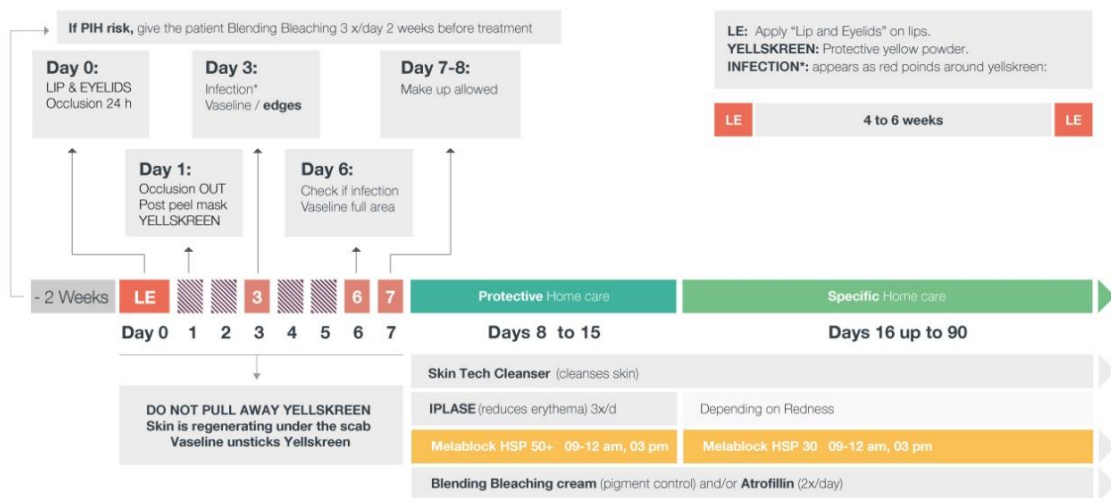 If PIH risk, give the patient Blending Bleaching 3 x/day 2 weeks before treatment
Day 0:
LIP & EYELIDS
Occlusion 24 h
Day 3:
Infection*
Vaseline / edges
Day 7-8:
Make up allowed
Day 1:
Occlusion OUT
Post peel mask
YELLSKREEN
Day 6:
Check if infection
Vaseline full area
LE: Apply “Lip and Eyelids” on lips.
YELLSKREEN: Protective yellow powder.
INFECTION*: appears as red poinds around yellskreen:
LE 4 to 6 weeks LE
- 2 Weeks LE 3 6 7 Protective Home care Specific Home care
Day 0 1 2 3 4 5 6 7 Days 8 to 15 Days 16 up to 90
DO NOT PULL AWAY YELLSKREEN
Skin is regenerating under the scab
Vaseline unsticks Yellskreen
Skin Tech Cleanser (cleanses skin)
IPLASE (reduces erythema) 3x/d Depending on Redness
Melablock HSP 50+ 09-12 am, 03 pm Melablock HSP 30 09-12 am, 03 pm
Blending Bleaching cream (pigment control) and/or Atrofillin (2x/day)